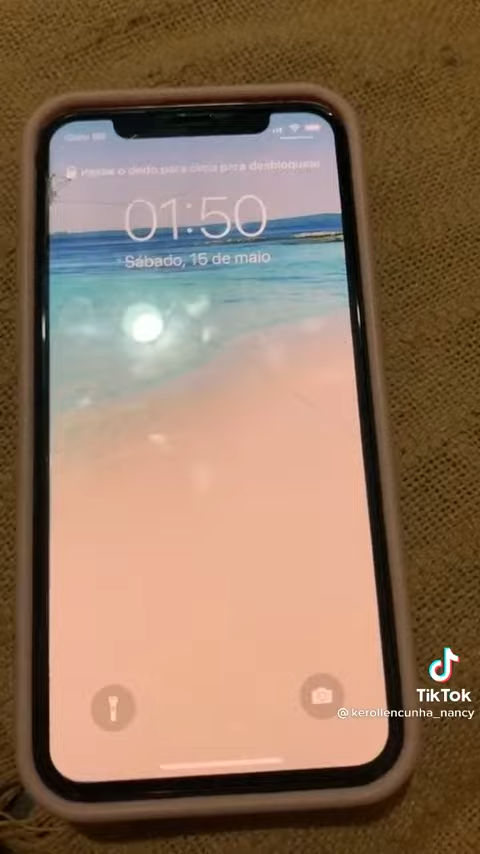 Passe o dedo para cima para desbloquear
01:50
Sábado, 15 de maio
TikTok
@kerollencunha_nancy